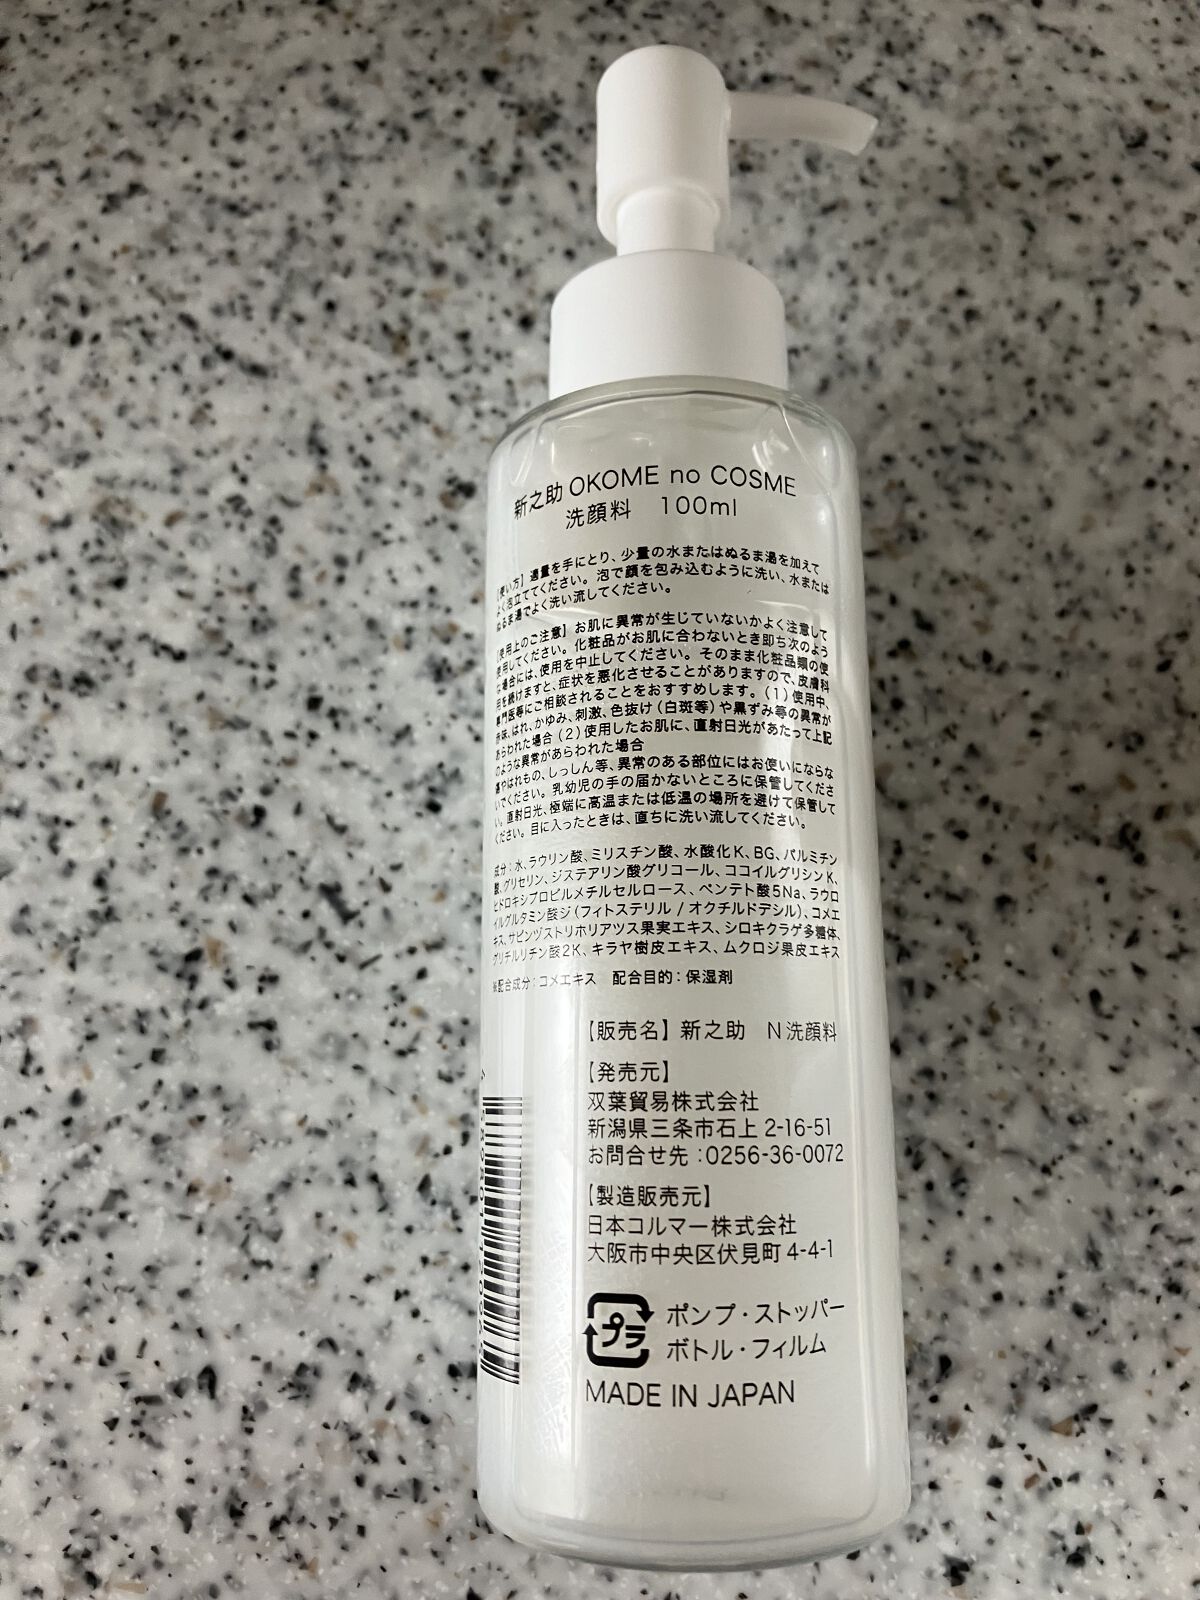 新之助 OKOME no COSME
洗顔料 100ml
【使い方】適量を手にとり、少量の水またはぬるま湯を加えて
よく泡立ててください。泡で顔を包み込むように洗い、水または
ぬるま湯でよく洗い流してください。
【使用上のご注意】お肌に異常が生じていないかよく注意して
使用してください。化粧品がお肌に合わないとき即ち次のよう
な場合には、使用を中止してください。そのまま化粧品類の使
用を続けますと、症状を悪化させることがありますので、皮膚科
専門医等にご相談されることをおすすめします。(1)使用中、
赤味、はれ、かゆみ、刺激、色抜け(白斑等)や黒ずみ等の異常が
あらわれた場合(2)使用したお肌に、直射日光があたって上記
のような異常があらわれた場合
傷やはれもの、しっしん等、異常のある部位にはお使いにならな
いでください。乳幼児の手の届かないところに保管してくださ
い。直射日光、極端に高温または低温の場所を避けて保管して
ください。目に入ったときは、直ちに洗い流してください。
成分:水、ラウリン酸、ミリスチン酸、水酸化K、BG、パルミチン
酸、グリセリン、ジステアリン酸グリコール、ココイルグリシンK、
ヒドロキシプロピルメチルセルロース、ペンテト酸5Na、ラウロ
イルグルタミン酸ジ(フィトステリル / オクチルドデシル)、コメエ
キス、サピンヅストリホリアツス果実エキス、シロキクラゲ多糖体、
グリチルリチン酸2K、キラヤ樹皮エキス、ムクロジ果皮エキス
配合成分:コメエキス 配合目的:保湿剤
【販売名】新之助 N洗顔料
【発売元】
双葉貿易株式会社
新潟県三条市石上 2-16-51
お問合せ先:0256-36-0072
【製造販売元】
日本コルマー株式会社
大阪市中央区伏見町 4-4-1
プラ ポンプ・ストッパー
ボトル・フィルム
MADE IN JAPAN